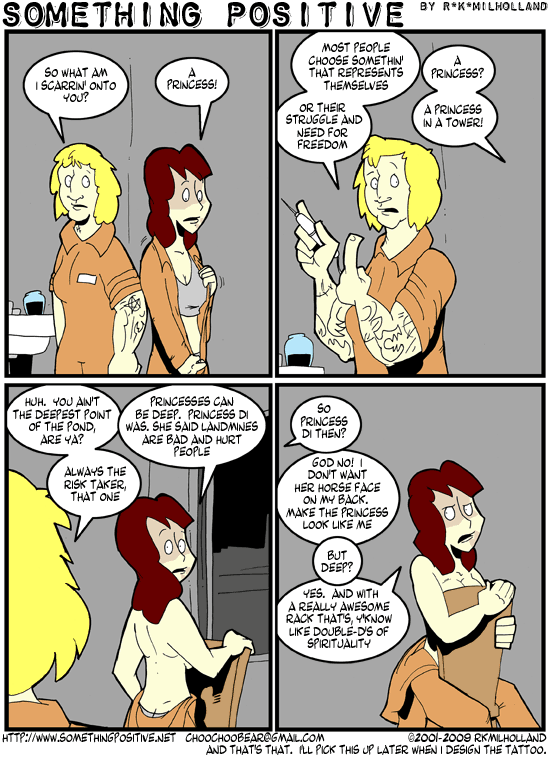 SOMETHING POSITIVE BY R*K*MILHOLLAND
SO WHAT AM
I SCARRIN' ONTO
YOU?
A
PRINCESS!
MOST PEOPLE
CHOOSE SOMETHIN'
THAT REPRESENTS
THEMSELVES
OR THEIR
STRUGGLE AND
NEED FOR
FREEDOM
A
PRINCESS?
A PRINCESS
IN A TOWER!
HUH. YOU AIN'T
THE DEEPEST POINT
OF THE POND,
ARE YA?
PRINCESSES CAN
BE DEEP. PRINCESS DI
WAS. SHE SAID LANDMINES
ARE BAD AND HURT
PEOPLE
ALWAYS THE
RISK TAKER,
THAT ONE
SO
PRINCESS
DI THEN?
GOD NO! I
DON'T WANT
HER HORSE FACE
ON MY BACK.
MAKE THE PRINCESS
LOOK LIKE ME
BUT
DEEP?
YES. AND WITH
A REALLY AWESOME
RACK THAT'S, Y'KNOW
LIKE DOUBLE-D'S OF
SPIRITUALITY
HTTP://WWW.SOMETHINGPOSITIVE.NET CHOOCHOOBEAR@GMAIL.COM ©2001-2009 RKMILHOLLAND
AND THAT'S THAT. I'LL PICK THIS UP LATER WHEN I DESIGN THE TATTOO.